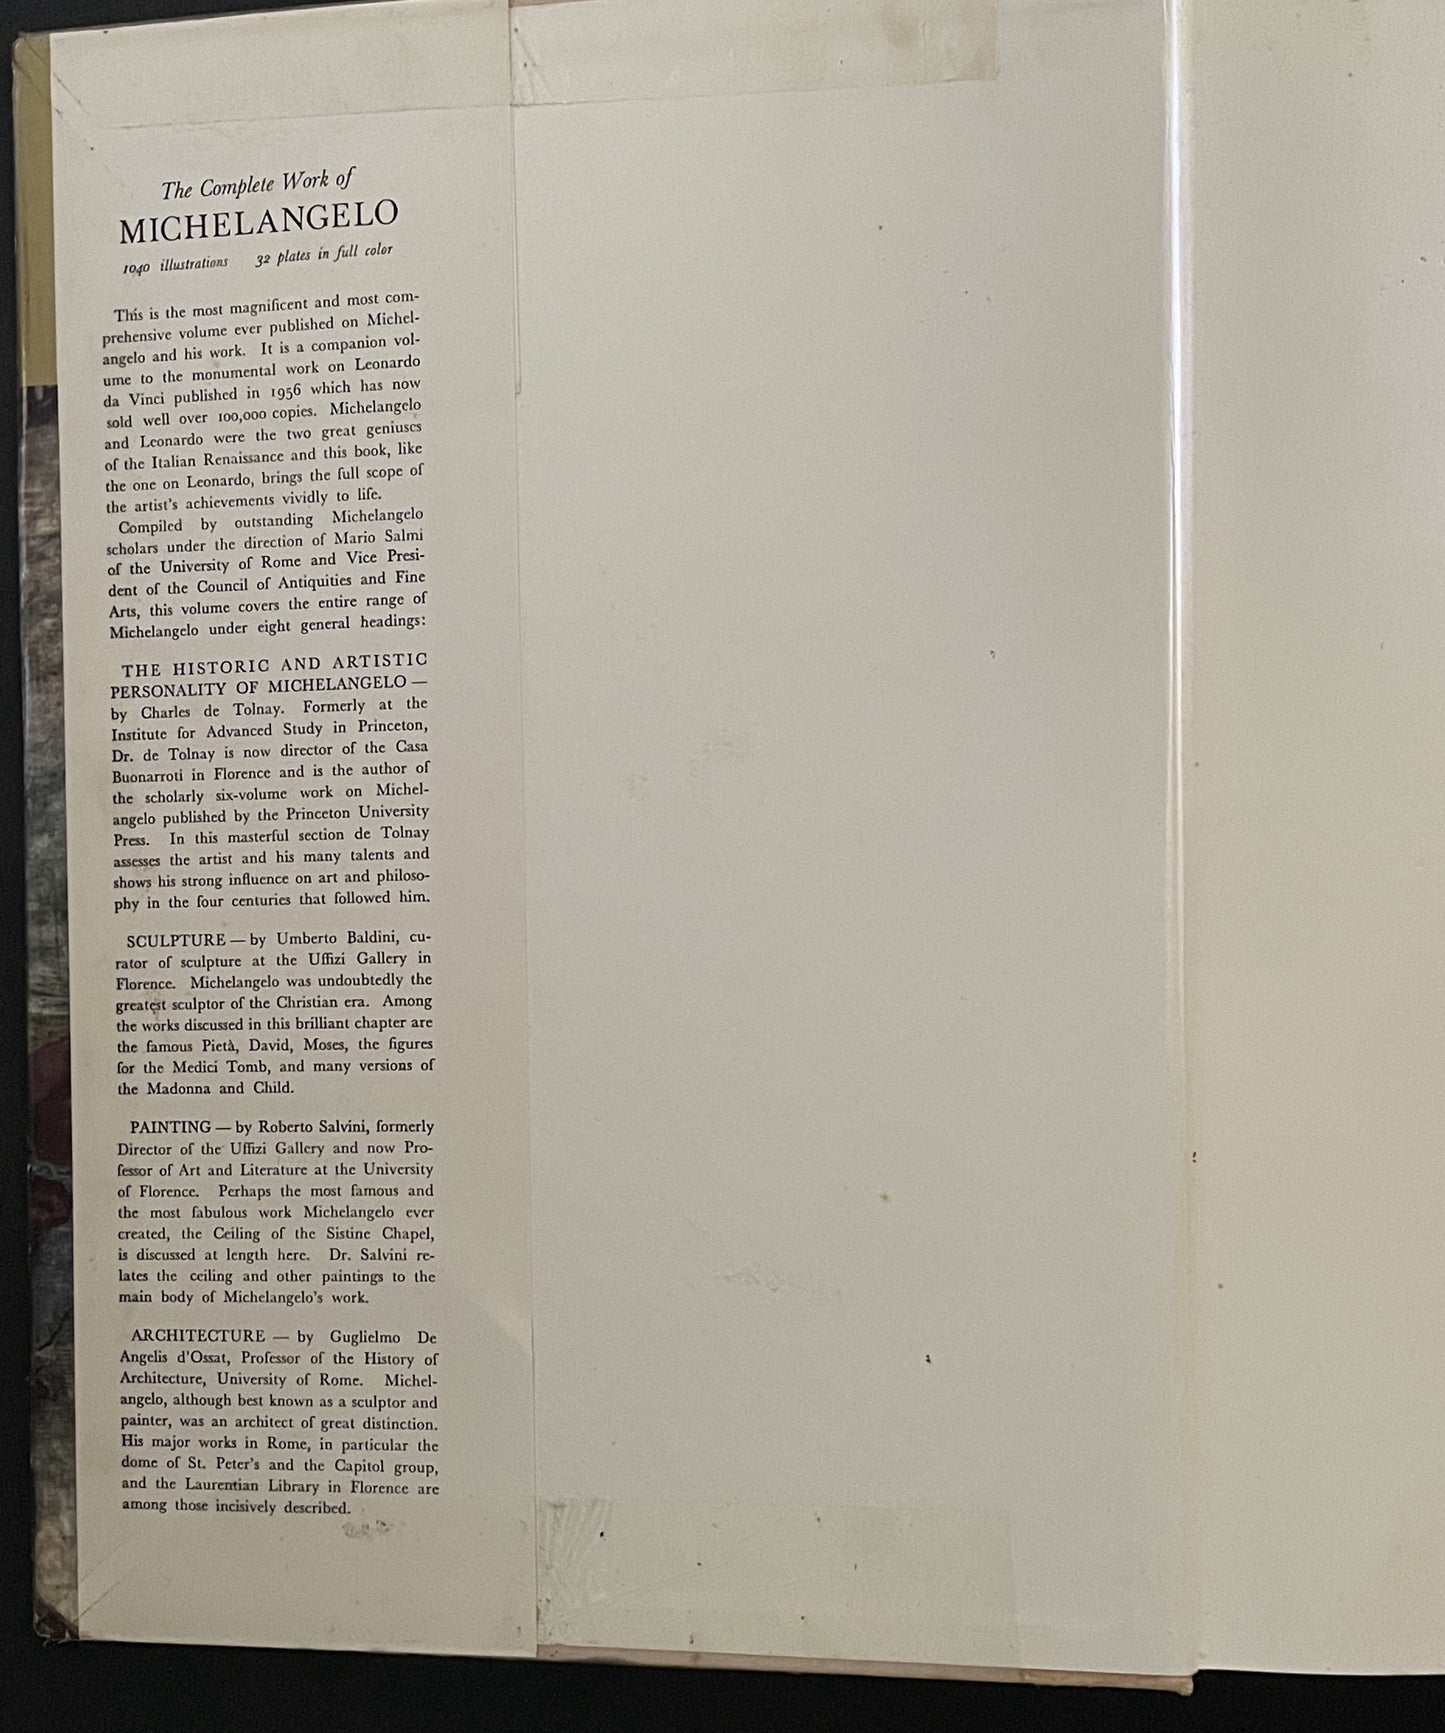 The Complete Work of
MICHELANGELO
1040 illustrations 32 plates in full color
This is the most magnificent and most com-
prehensive volume ever published on Michel-
angelo and his work. It is a companion vol-
ume to the monumental work on Leonardo
da Vinci published in 1956 which has now
sold well over 100,000 copies. Michelangelo
and Leonardo were the two great geniuses
of the Italian Renaissance and this book, like
the one on Leonardo, brings the full scope of
the artist's achievements vividly to life.
Compiled by outstanding Michelangelo
scholars under the direction of Mario Salmi
of the University of Rome and Vice Presi-
dent of the Council of Antiquities and Fine
Arts, this volume covers the entire range of
Michelangelo under eight general headings:
THE HISTORIC AND ARTISTIC
PERSONALITY OF MICHELANGELO —
by Charles de Tolnay. Formerly at the
Institute for Advanced Study in Princeton,
Dr. de Tolnay is now director of the Casa
Buonarroti in Florence and is the author of
the scholarly six-volume work on Michel-
angelo published by the Princeton University
Press. In this masterful section de Tolnay
assesses the artist and his many talents and
shows his strong influence on art and philoso-
phy in the four centuries that followed him.
SCULPTURE — by Umberto Baldini, cu-
rator of sculpture at the Uffizi Gallery in
Florence. Michelangelo was undoubtedly the
greatest sculptor of the Christian era. Among
the works discussed in this brilliant chapter are
the famous Pietà, David, Moses, the figures
for the Medici Tomb, and many versions of
the Madonna and Child.
PAINTING — by Roberto Salvini, formerly
Director of the Uffizi Gallery and now Pro-
fessor of Art and Literature at the University
of Florence. Perhaps the most famous and
the most fabulous work Michelangelo ever
created, the Ceiling of the Sistine Chapel,
is discussed at length here. Dr. Salvini re-
lates the ceiling and other paintings to the
main body of Michelangelo's work.
ARCHITECTURE — by Guglielmo De
Angelis d'Ossat, Professor of the History of
Architecture, University of Rome. Michel-
angelo, although best known as a sculptor and
painter, was an architect of great distinction.
His major works in Rome, in particular the
dome of St. Peter's and the Capitol group,
and the Laurentian Library in Florence are
among those incisively described.